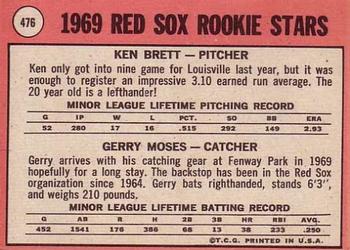 476
1969 RED SOX ROOKIE STARS
KEN BRETT — PITCHER
Ken only got into nine game for Louisville last year, but it
was enough to register an impressive 3.10 earned run average. The
20 year old is a lefthander!
MINOR LEAGUE LIFETIME PITCHING RECORD
G IP W L PCT. SO BB ERA
52 280 17 16 .515 292 149 2.93
GERRY MOSES — CATCHER
Gerry arrives with his catching gear at Fenway Park in 1969
hopefully for a long stay. The backstop has been in the Red Sox
organization since 1964. Gerry bats righthanded, stands 6'3",
and weighs 210 pounds.
MINOR LEAGUE LIFETIME BATTING RECORD
G AB R H 2B 3B HR RBI AVG.
452 1541 176 386 68 13 38 233 .250
©T.C.G. PRINTED IN U.S.A.